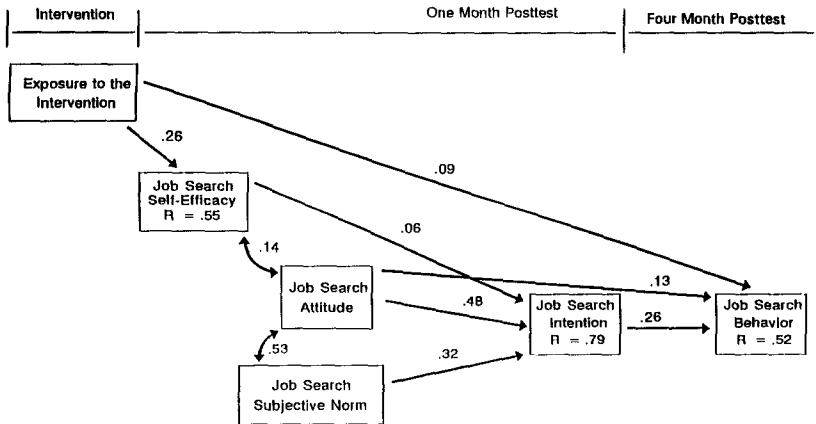 Intervention
One Month Posttest
Four Month Posttest
Exposure to the
Intervention
.26
.09
Job Search
Self-Efficacy
R = .55
.06
.14
Job Search
Attitude
.13
.48
Job Search
Intention
R = .79
.26
Job Search
Behavior
R = .52
.53
.32
Job Search
Subjective Norm